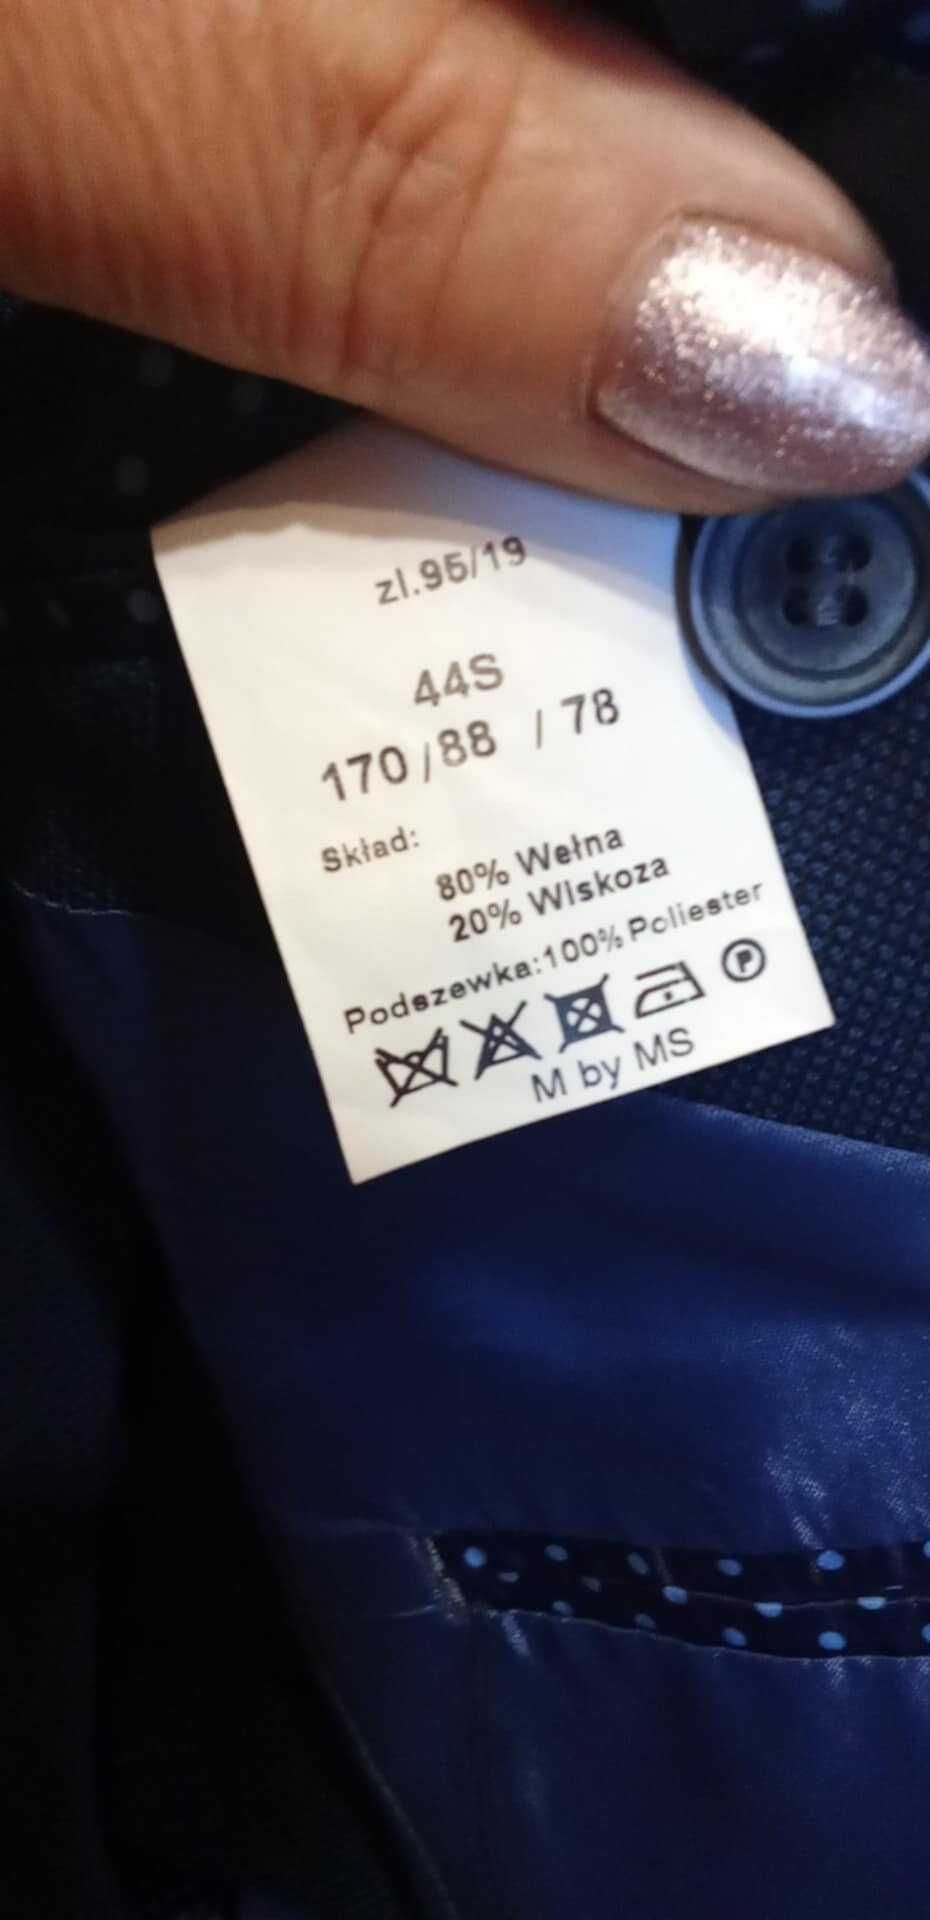 zl.95/19
44S
170/88 / 78
Skład:
80% Wełna
20% Wiskoza
Podszewka:100% Poliester
P
M by MS